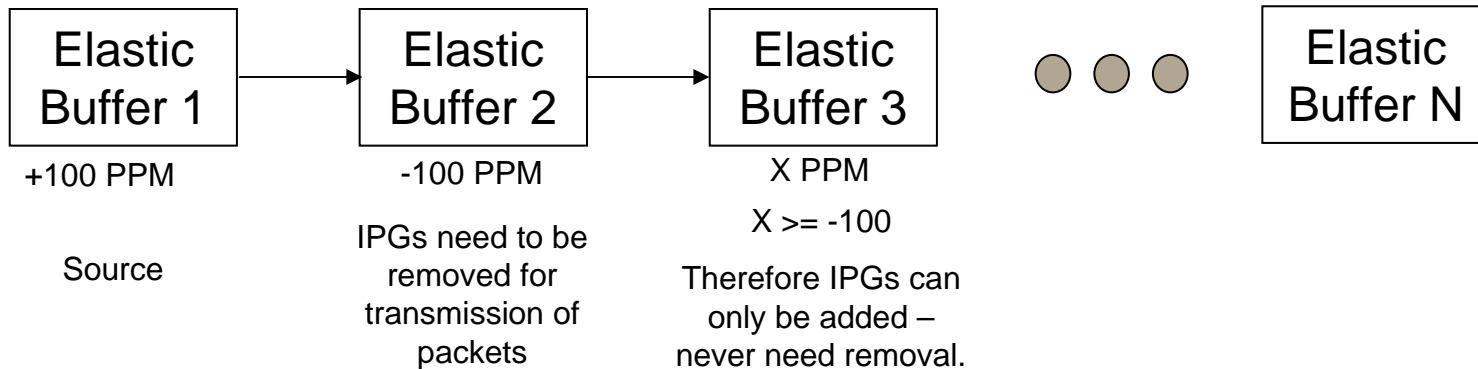 Elastic
Buffer 1
Elastic
Buffer 2
Elastic
Buffer 3
Elastic
Buffer N
+100 PPM
-100 PPM
X PPM
X >= -100
Source
IPGs need to be
removed for
transmission of
packets
Therefore IPGs can
only be added –
never need removal.